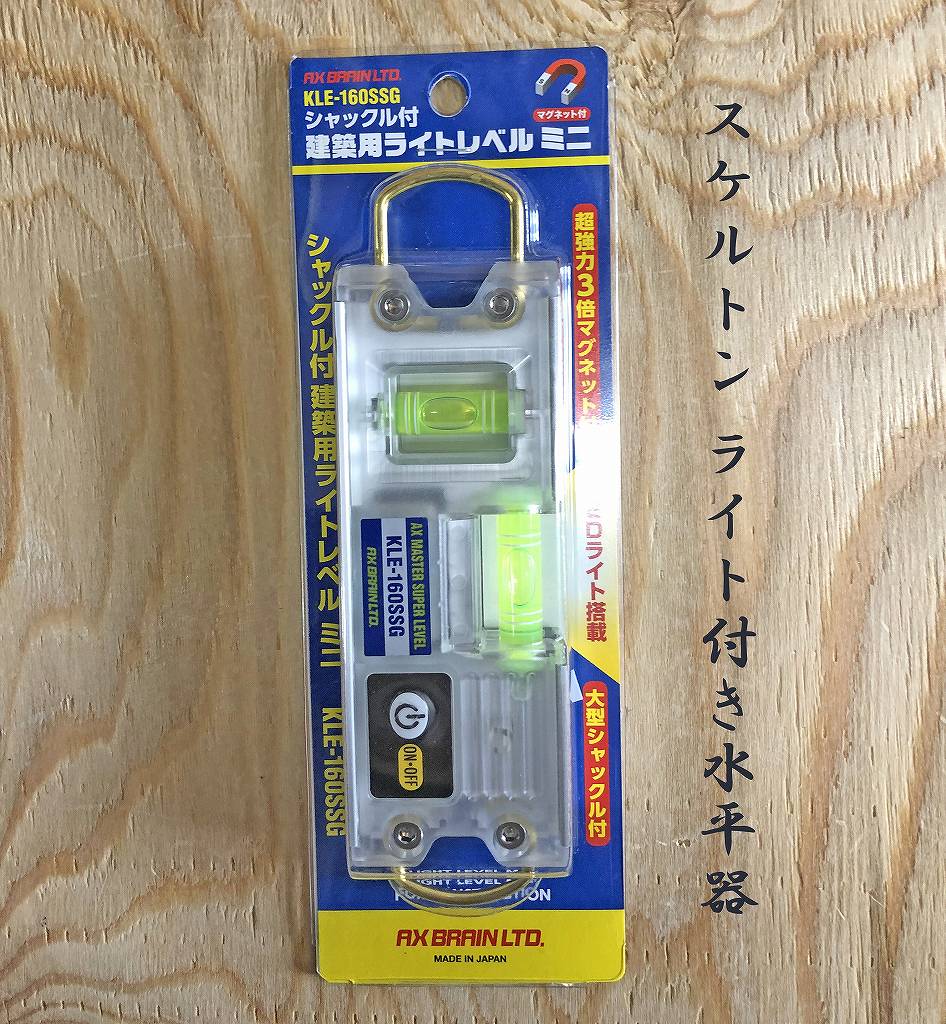 AX BRAIN LTD.
KLE-160SSG
シャックル付
建築用ライトレベル ミニ
マグネット付
シャックル付 建築用ライトレベル ミニ KLE-160SSG
超強力3倍マグネット
Dライト搭載
大型シャックル付
AX MASTER SUPER LEVEL
KLE-160SSG
AX BRAIN LTD.
ON・OFF
AX BRAIN LTD.
MADE IN JAPAN
スケルトンライト付き水平器